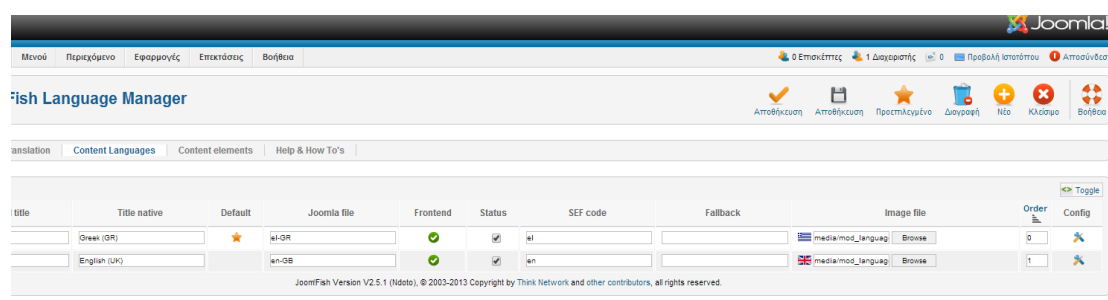 Joomla!
Μενού Περιεχόμενο Εφαρμογές Επεκτάσεις Βοήθεια 0 Επισκέπτες 1 Διαχειριστής 0 Προβολή Ιστοτόπου Αποσύνδεσ
Fish Language Manager
Αποθήκευση Αποθήκευση Προεπιλεγμένο Διαγραφή Νέο Κλείσιμο Βοήθεια
anslation Content Languages Content elements Help & How To's
Toggle
title Title native Default Joomla file Frontend Status SEF code Fallback Image file Order Config
Greek (GR) el-GR el media/mod_languag Browse 0
English (UK) en-GB en media/mod_languag Browse 1
JoomFish Version V2.5.1 (Ndoto), © 2003-2013 Copyright by Think Network and other contributors, all rights reserved.